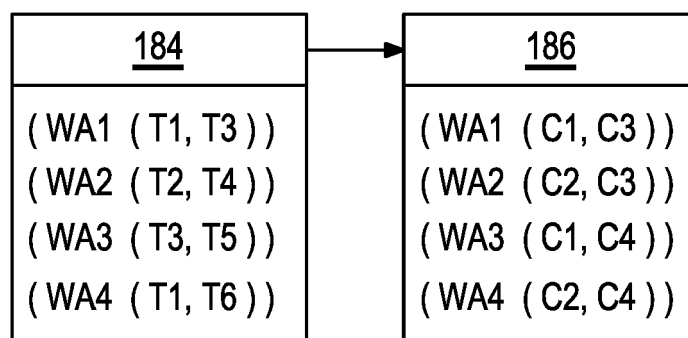 184
( WA1 ( T1, T3 ) )
( WA2 ( T2, T4 ) )
( WA3 ( T3, T5 ) )
( WA4 ( T1, T6 ) )
186
( WA1 ( C1, C3 ) )
( WA2 ( C2, C3 ) )
( WA3 ( C1, C4 ) )
( WA4 ( C2, C4 ) )